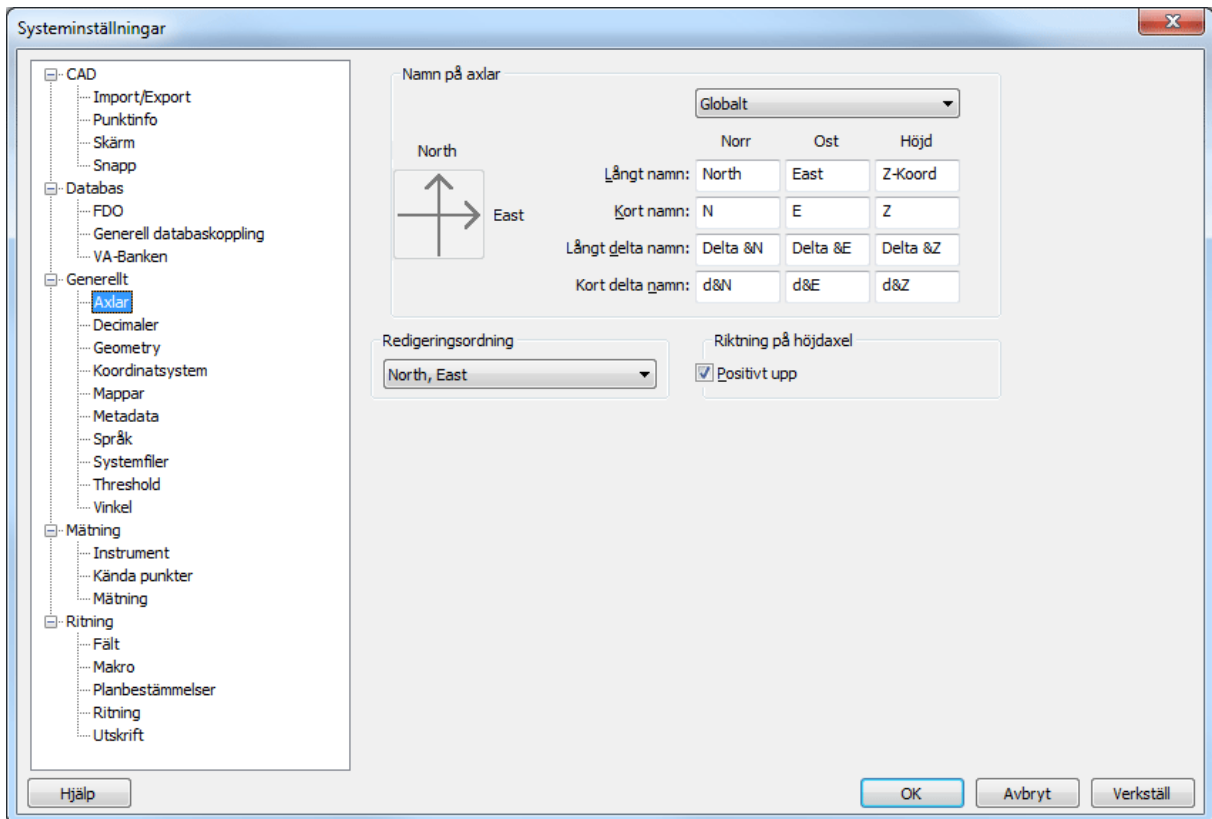 Systeminställningar
CAD
Import/Export
Punktinfo
Skärm
Snapp
Databas
FDO
Generell databaskoppling
VA-Banken
Generellt
Axlar
Decimaler
Geometry
Koordinatsystem
Mappar
Metadata
Språk
Systemfiler
Threshold
Vinkel
Mätning
Instrument
Kända punkter
Mätning
Ritning
Fält
Makro
Planbestämmelser
Ritning
Utskrift
Namn på axlar
Globalt
North
East
Norr Ost Höjd
Långt namn: North East Z-Koord
Kort namn: N E Z
Långt delta namn: Delta &N Delta &E Delta &Z
Kort delta namn: d&N d&E d&Z
Redigeringsordning
North, East
Riktning på höjdaxel
Positivt upp
Hjälp OK Avbryt Verkställ